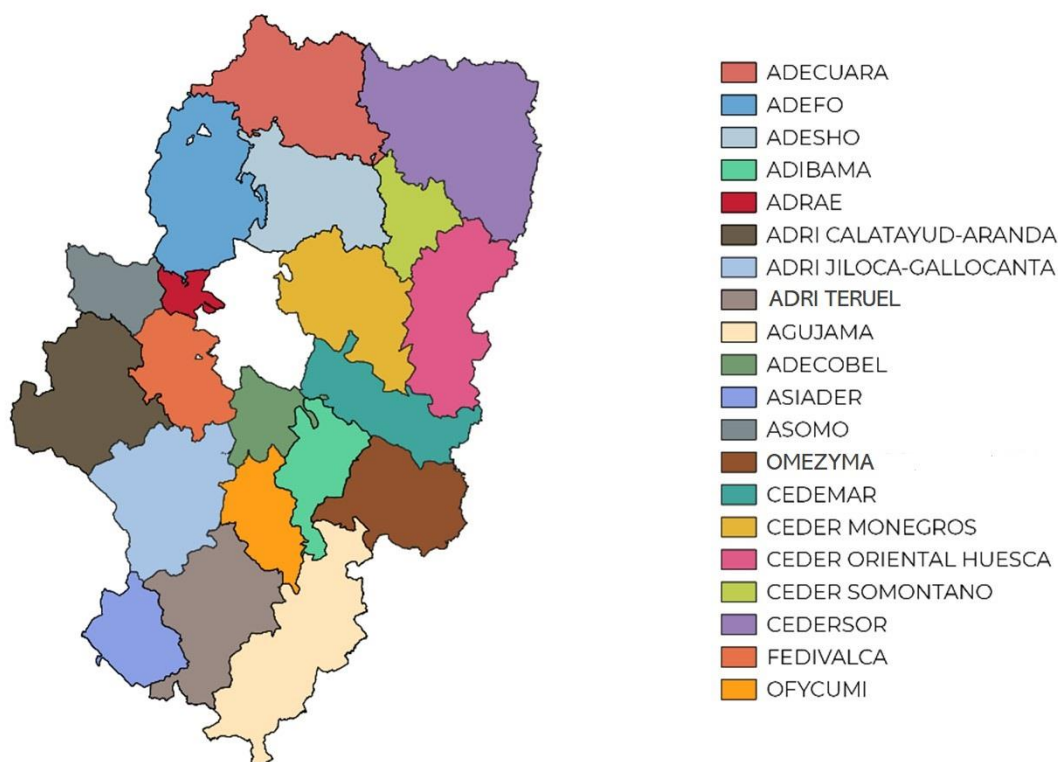 ADECUARA
ADEFO
ADESHO
ADIBAMA
ADRAE
ADRI CALATAYUD-ARANDA
ADRI JILOCA-GALLOCANTA
ADRI TERUEL
AGUJAMA
ADECOBEL
ASIADER
ASOMO
OMEZYMA
CEDEMAR
CEDER MONEGROS
CEDER ORIENTAL HUESCA
CEDER SOMONTANO
CEDERSOR
FEDIVALCA
OFYCUMI